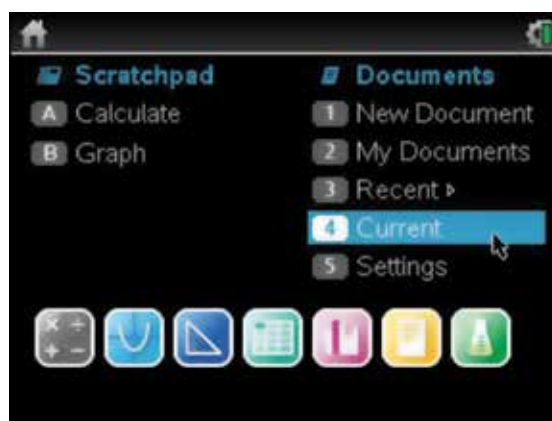 Scratchpad
A Calculate
B Graph
Documents
1 New Document
2 My Documents
3 Recent
4 Current
5 Settings